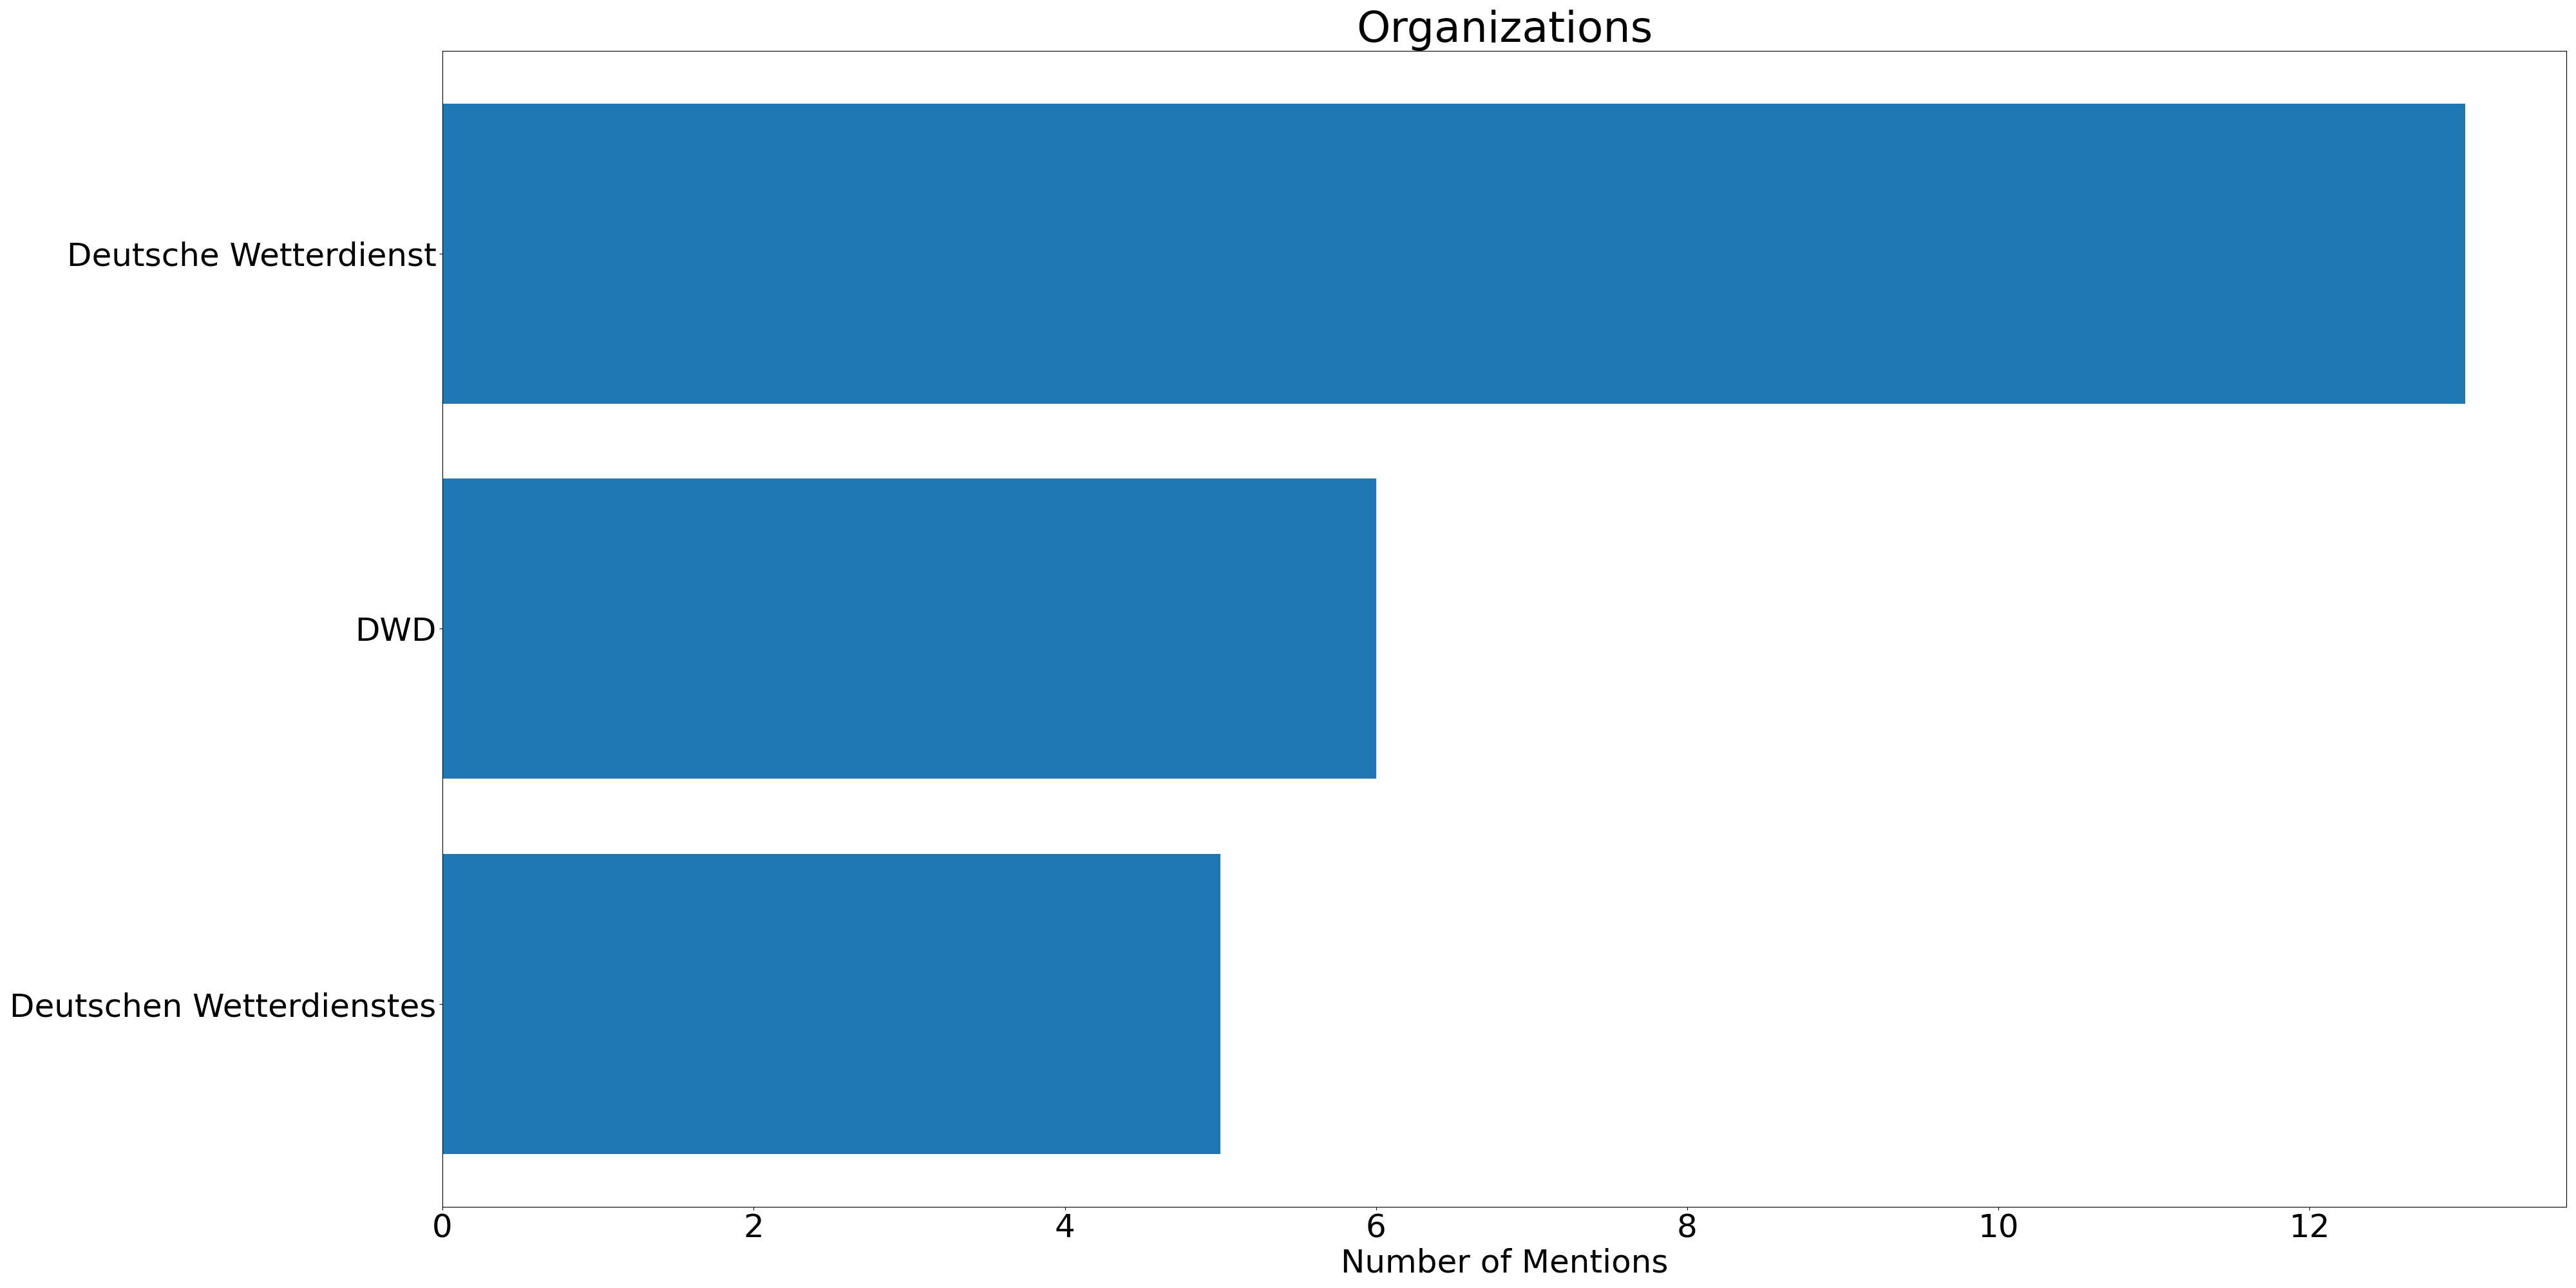 Organizations
Deutsche Wetterdienst
DWD
Deutschen Wetterdienstes
0 2 4 6 8 10 12
Number of Mentions